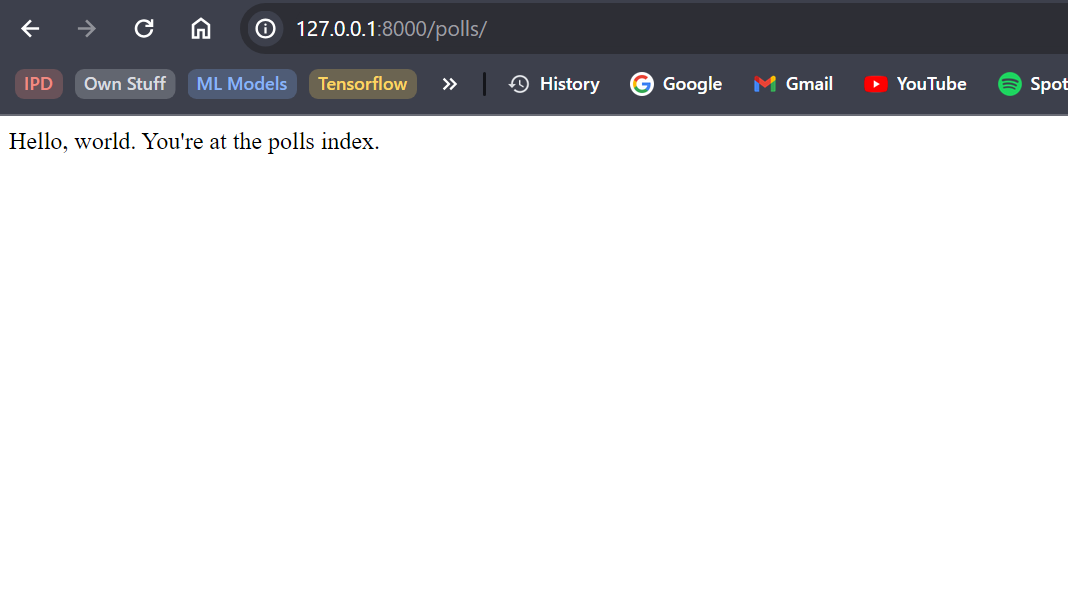 127.0.0.1:8000/polls/
IPD Own Stuff ML Models Tensorflow History Google Gmail YouTube Spot
Hello, world. You're at the polls index.